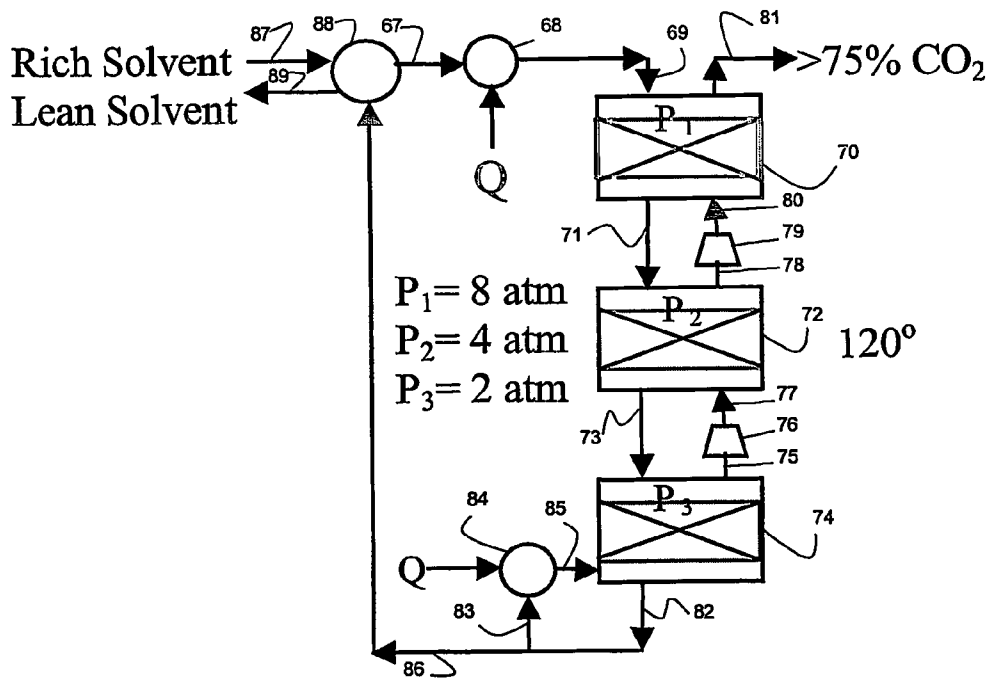 87
88
67
68
69
81
Rich Solvent
89
Lean Solvent
>75% CO₂
Q
P₁
70
80
71
79
78
P₁= 8 atm
P₂= 4 atm
P₃= 2 atm
P₂
72
120°
77
73
76
75
84
85
P₃
74
Q
83
82
86